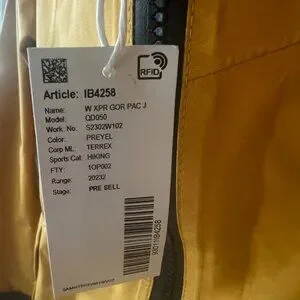 RFID
Article: IB4258
Name: W XPR GOR PAC J
Model: QD050
Work. No: S2302W102
Color: PREYEL
Corp ML: TERREX
Sports Cat: HIKING
FTY: 1OP002
Range: 20232
Stage: PRE SELL